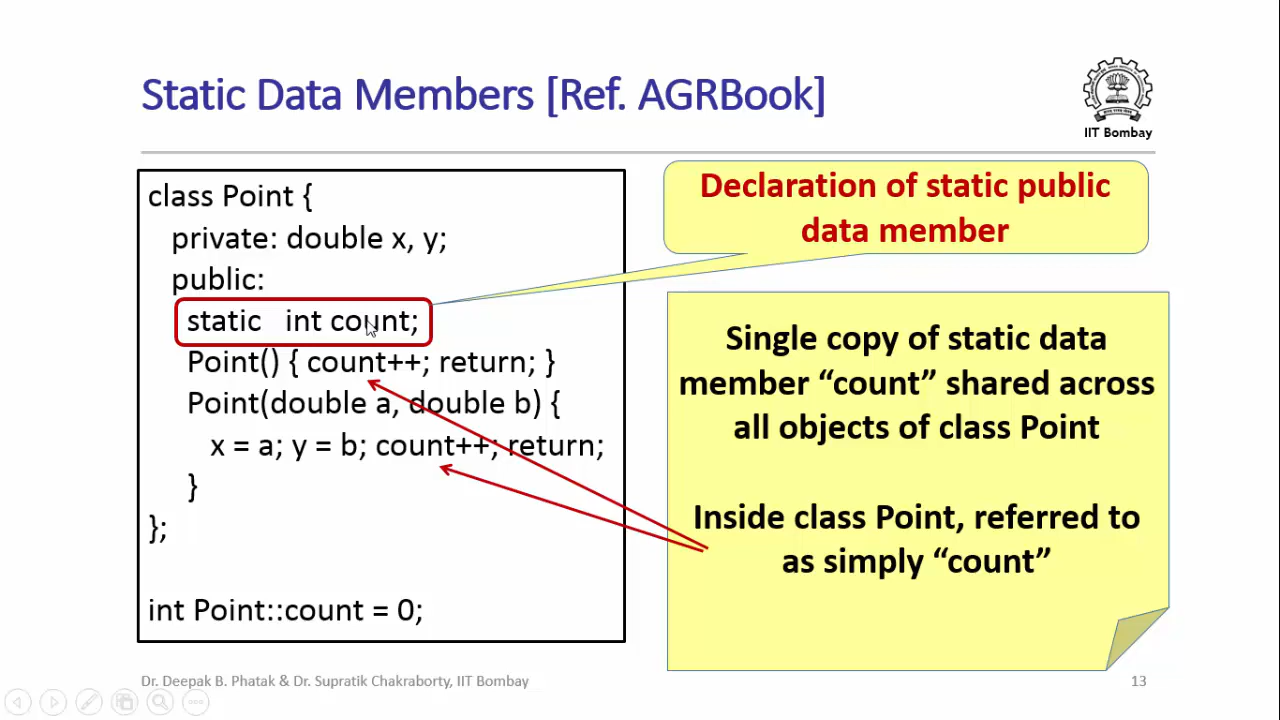 Static Data Members [Ref. AGRBook]
IIT Bombay
class Point {
private: double x, y;
public:
static int count;
Point() { count++; return; }
Point(double a, double b) {
x = a; y = b; count++; return;
}
};
int Point::count = 0;
Declaration of static public
data member
Single copy of static data
member “count” shared across
all objects of class Point
Inside class Point, referred to
as simply “count”
Dr. Deepak B. Phatak & Dr. Supratik Chakraborty, IIT Bombay
13